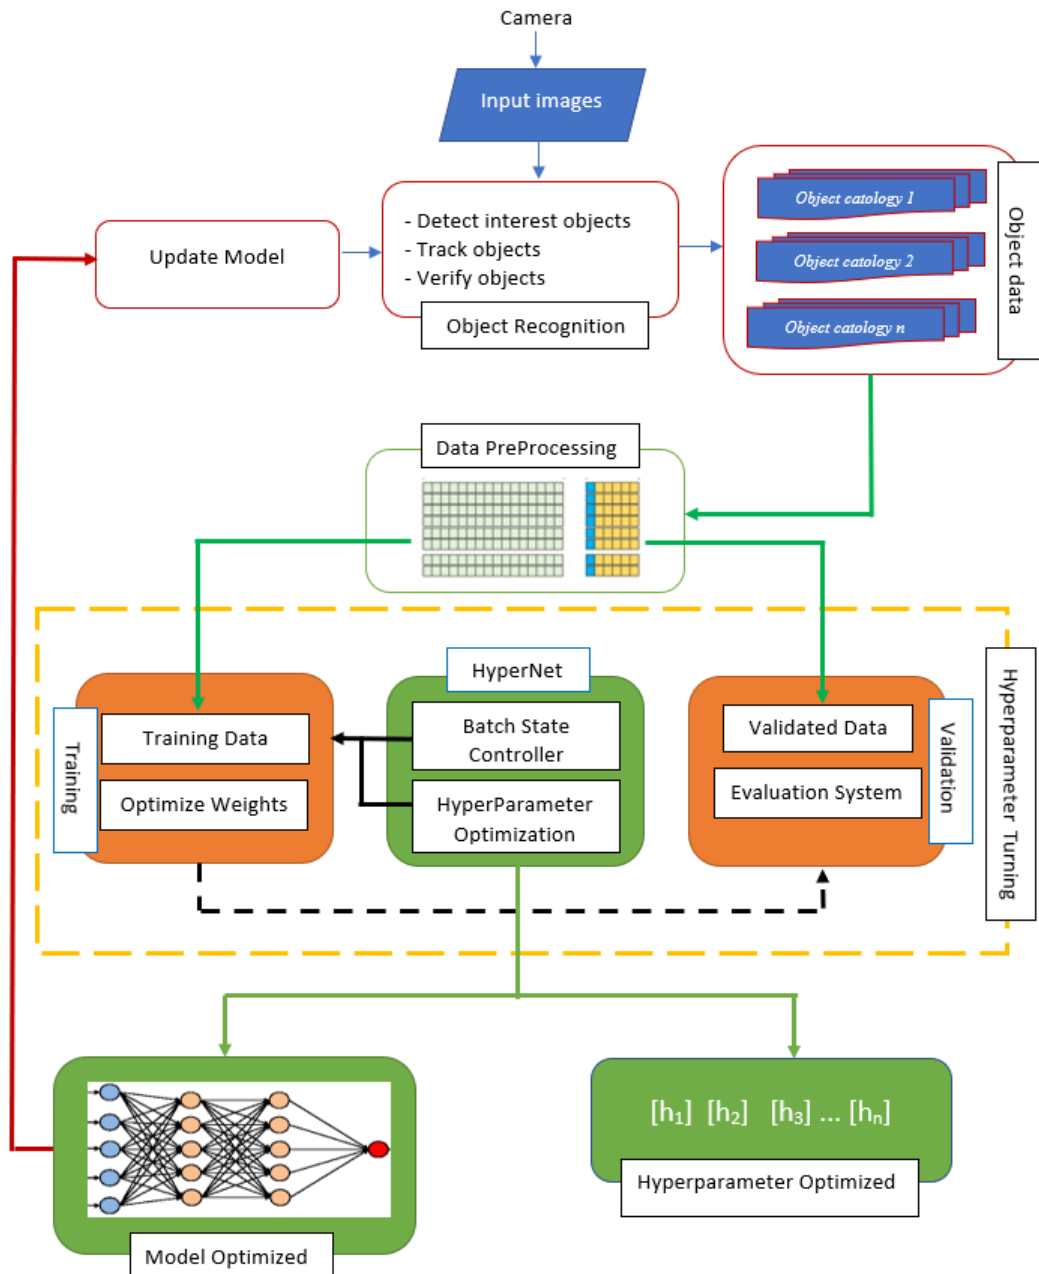 Camera
Input images
Update Model
- Detect interest objects
- Track objects
- Verify objects
Object Recognition
Object catology 1
Object catology 2
Object catology n
Object data
Data PreProcessing
HyperNet
Training
Training Data
Optimize Weights
Batch State
Controller
HyperParameter
Optimization
Validated Data
Evaluation System
Validation
Hyperparameter Turning
Model Optimized
[h₁] [h₂] [h₃] ... [hₙ]
Hyperparameter Optimized